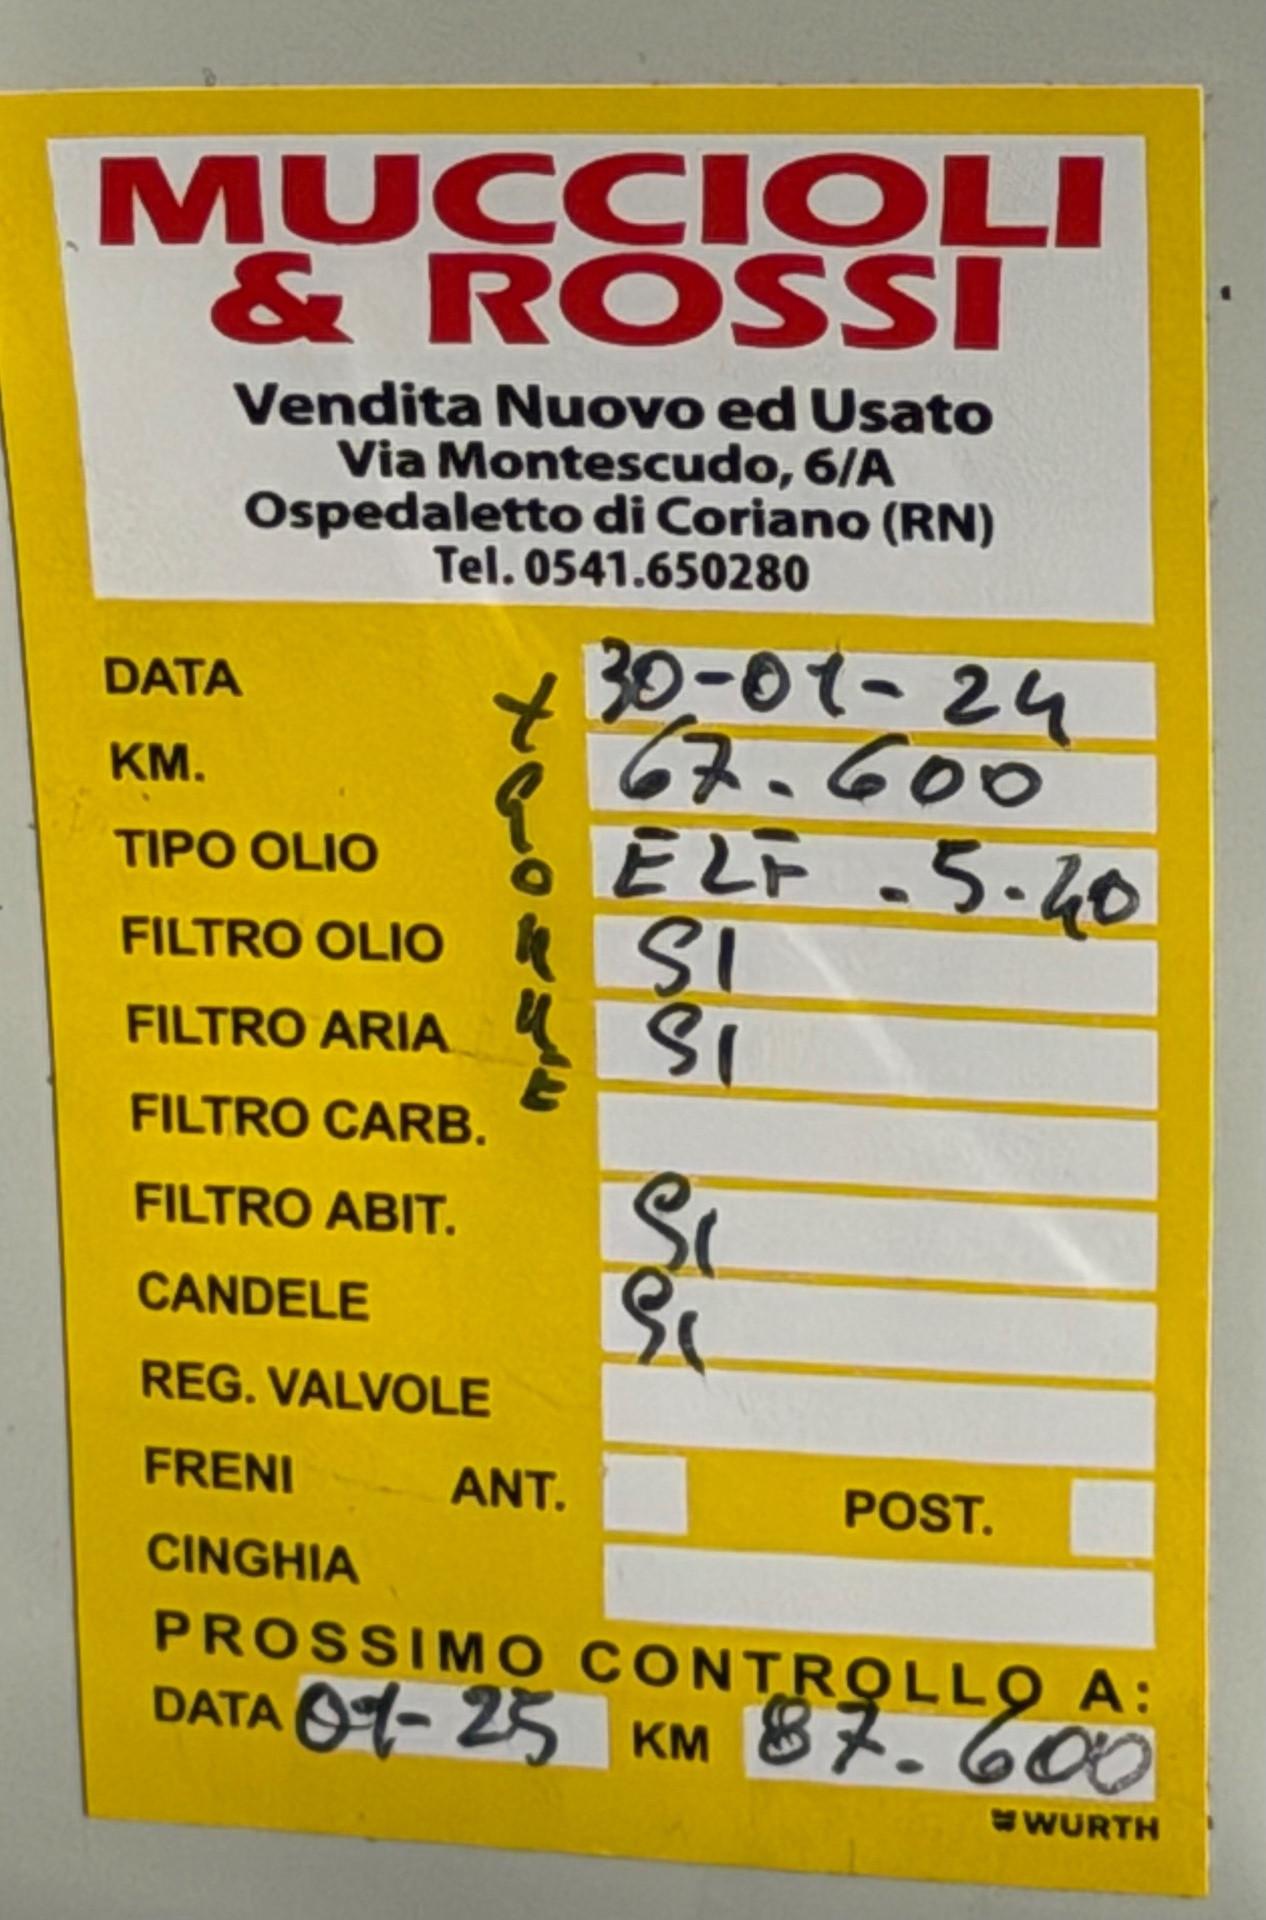 MUCCIOLI
& ROSSI
Vendita Nuovo ed Usato
Via Montescudo, 6/A
Ospedaletto di Coriano (RN)
Tel. 0541.650280
DATA 30-01-24
KM. 67.600
TIPO OLIO ELF .5-40
FILTRO OLIO SI
FILTRO ARIA SI
FILTRO CARB.
FILTRO ABIT. SI
CANDELE SI
REG. VALVOLE
FRENI ANT. POST.
CINGHIA
PROSSIMO CONTROLLO A:
DATA 01-25 KM 87.600
WURTH